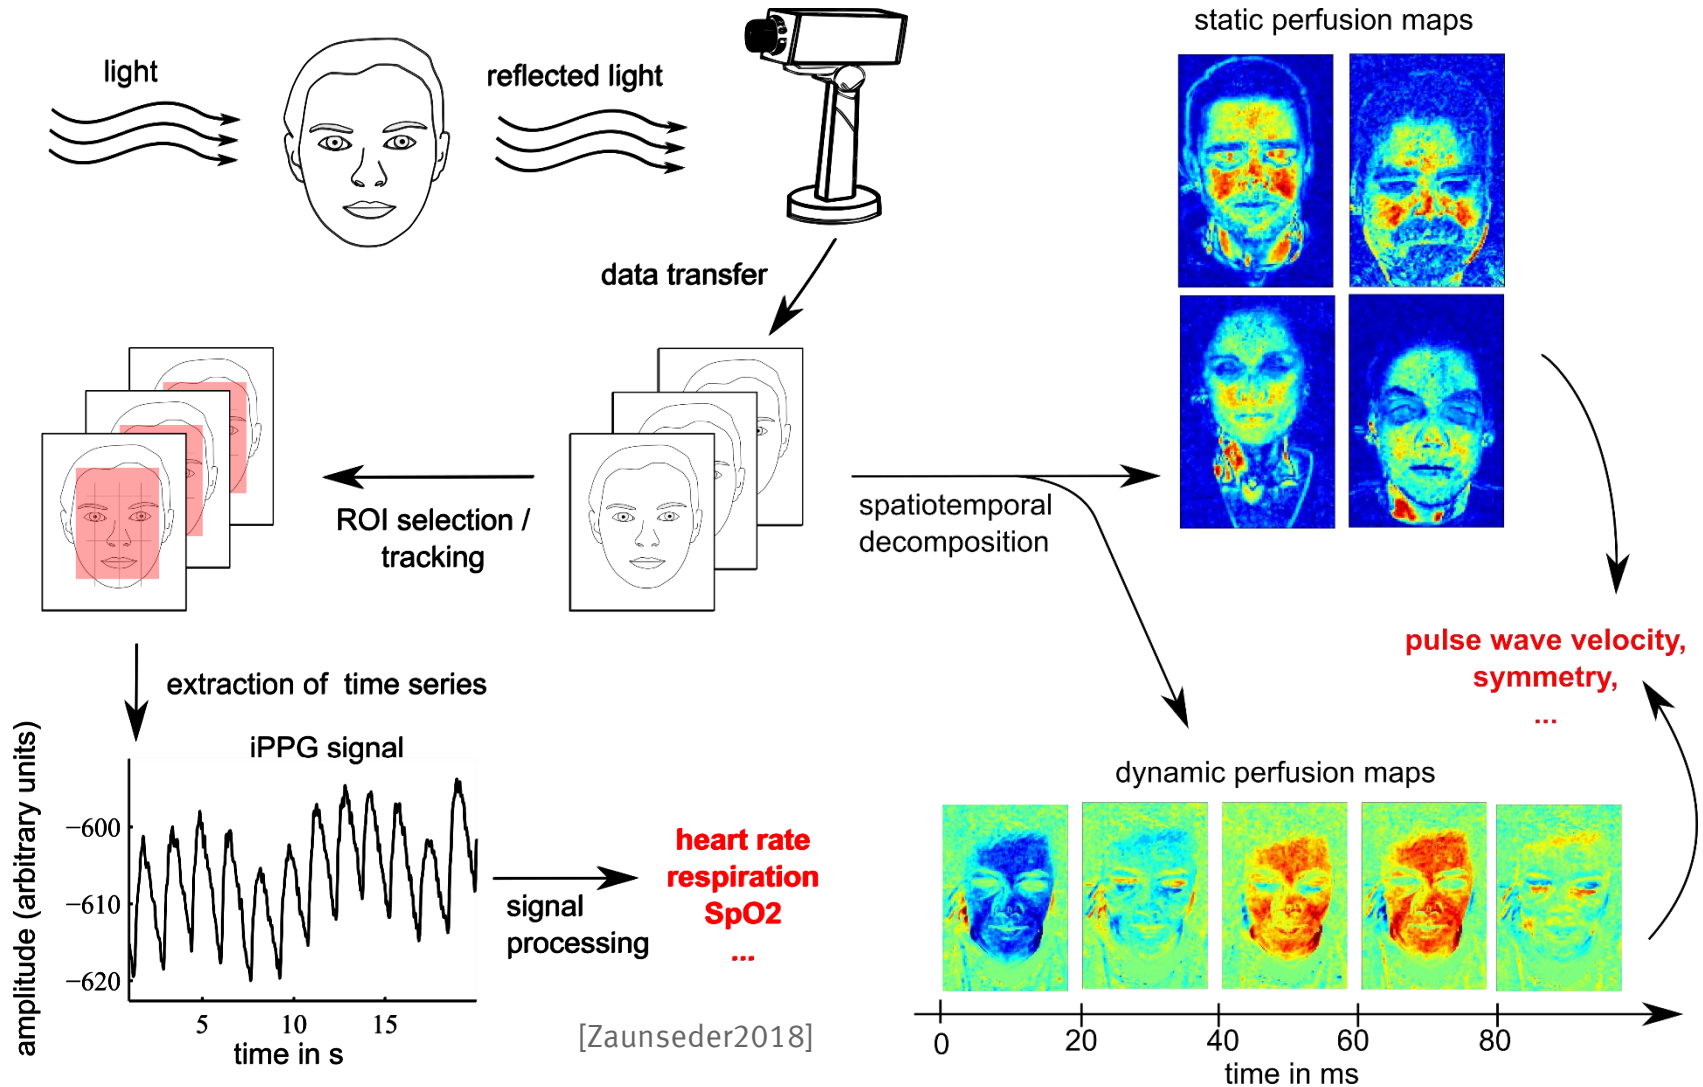 light
reflected light
static perfusion maps
data transfer
ROI selection /
tracking
spatiotemporal
decomposition
extraction of time series
pulse wave velocity,
symmetry,
...
iPPG signal
amplitude (arbitrary units)
−600
−610
−620
5 10 15
time in s
signal
processing
heart rate
respiration
SpO2
...
dynamic perfusion maps
0 20 40 60 80
time in ms
[Zaunseder2018]